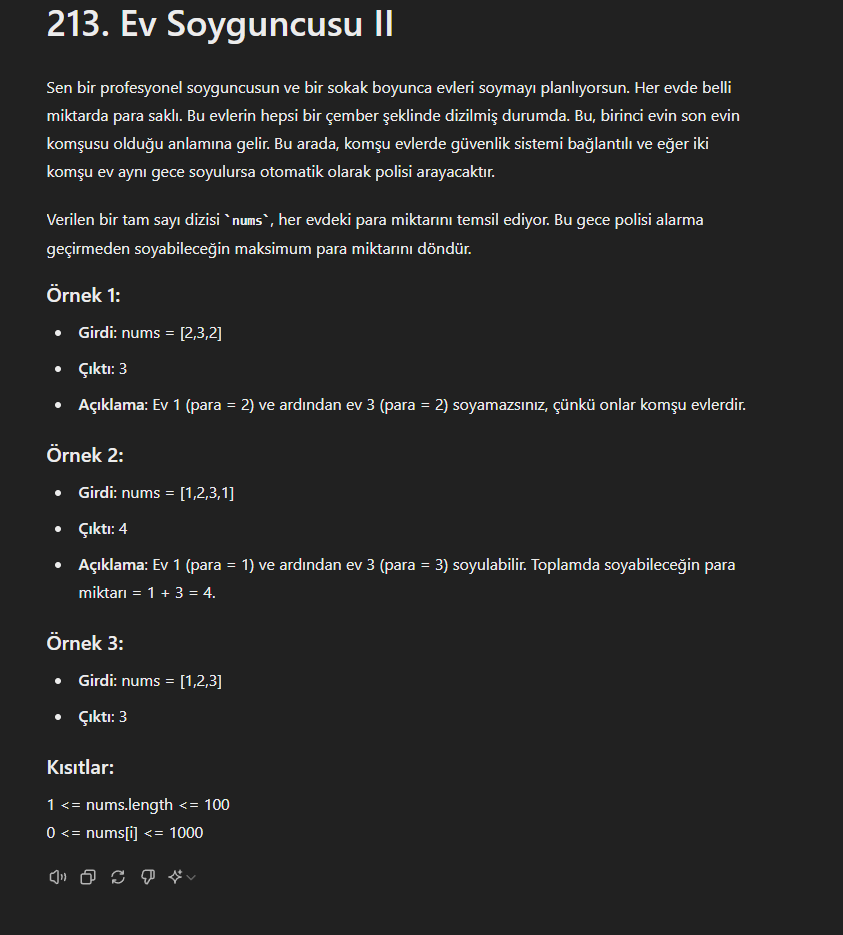 213. Ev Soyguncusu II
Sen bir profesyonel soyguncusun ve bir sokak boyunca evleri soymayı planlıyorsun. Her evde belli
miktarda para saklı. Bu evlerin hepsi bir çember şeklinde dizilmiş durumda. Bu, birinci evin son evin
komşusu olduğu anlamına gelir. Bu arada, komşu evlerde güvenlik sistemi bağlantılı ve eğer iki
komşu ev aynı gece soyulursa otomatik olarak polisi arayacaktır.
Verilen bir tam sayı dizisi `nums`, her evdeki para miktarını temsil ediyor. Bu gece polisi alarma
geçirmeden soyabileceğin maksimum para miktarını döndür.
Örnek 1:
• Girdi: nums = [2,3,2]
• Çıktı: 3
• Açıklama: Ev 1 (para = 2) ve ardından ev 3 (para = 2) soyamazsınız, çünkü onlar komşu evlerdir.
Örnek 2:
• Girdi: nums = [1,2,3,1]
• Çıktı: 4
• Açıklama: Ev 1 (para = 1) ve ardından ev 3 (para = 3) soyulabilir. Toplamda soyabileceğin para
miktarı = 1 + 3 = 4.
Örnek 3:
• Girdi: nums = [1,2,3]
• Çıktı: 3
Kısıtlar:
1 <= nums.length <= 100
0 <= nums[i] <= 1000